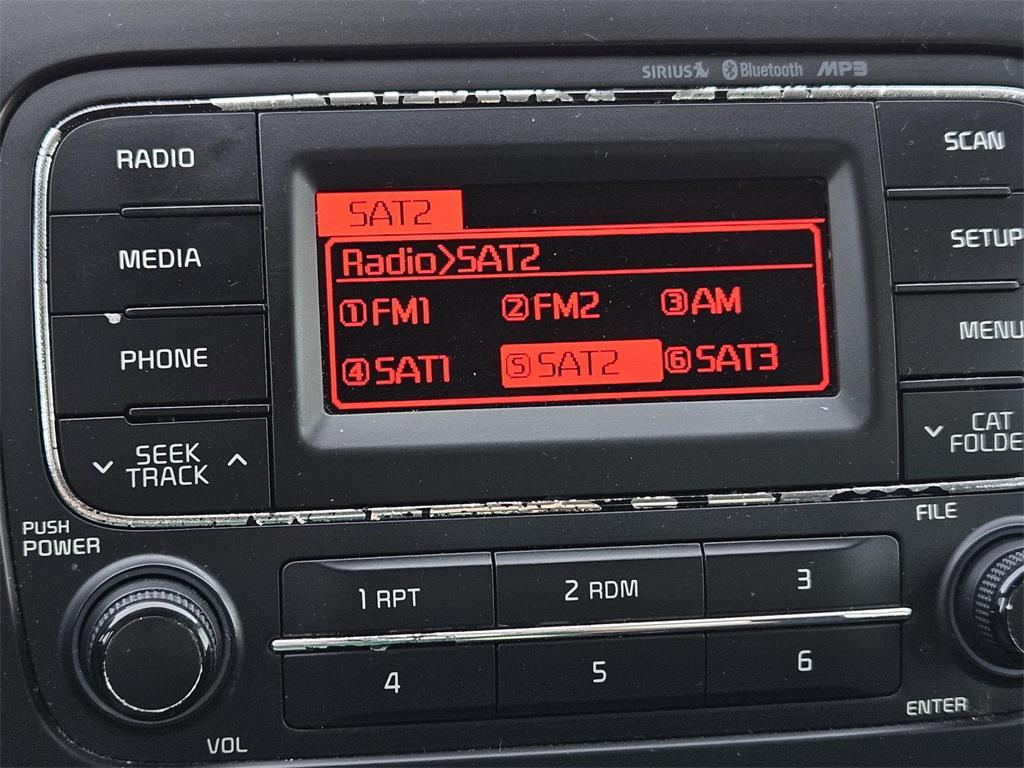 SIRIUS Bluetooth MP3
RADIO
MEDIA
PHONE
SEEK
TRACK
SAT2
Radio>SAT2
①FM1 ②FM2 ③AM
④SAT1 ⑤SAT2 ⑥SAT3
SCAN
SETUP
MENU
CAT
FOLDE
PUSH
POWER
VOL
1 RPT
2 RDM
3
4
5
6
FILE
ENTER